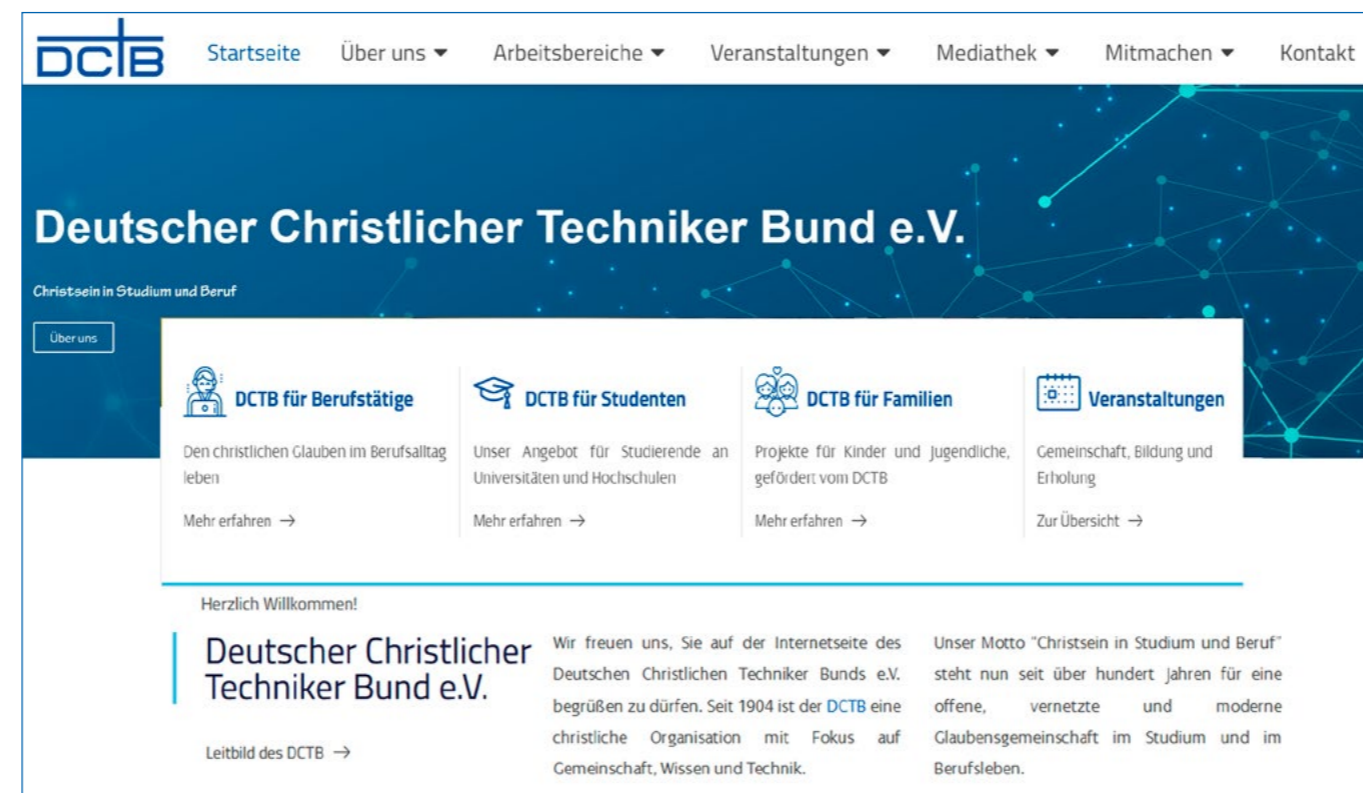 DCTB
Startseite Über uns Arbeitsbereiche Veranstaltungen Mediathek Mitmachen Kontakt
Deutscher Christlicher Techniker Bund e.V.
Christsein in Studium und Beruf
Über uns
DCTB für Berufstätige
Den christlichen Glauben im Berufsalltag
leben
Mehr erfahren →
DCTB für Studenten
Unser Angebot für Studierende an
Universitäten und Hochschulen
Mehr erfahren →
DCTB für Familien
Projekte für Kinder und Jugendliche,
gefördert vom DCTB
Mehr erfahren →
Veranstaltungen
Gemeinschaft, Bildung und
Erholung
Zur Übersicht →
Herzlich Willkommen!
Deutscher Christlicher
Techniker Bund e.V.
Leitbild des DCTB →
Wir freuen uns, Sie auf der Internetseite des
Deutschen Christlichen Techniker Bunds e.V.
begrüßen zu dürfen. Seit 1904 ist der DCTB eine
christliche Organisation mit Fokus auf
Gemeinschaft, Wissen und Technik.
Unser Motto "Christsein in Studium und Beruf"
steht nun seit über hundert Jahren für eine
offene, vernetzte und moderne
Glaubensgemeinschaft im Studium und im
Berufsleben.